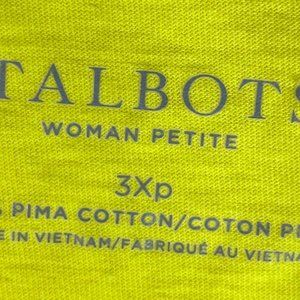 TALBOTS
WOMAN PETITE
3Xp
PIMA COTTON/COTON
IN VIETNAM/FABRIQUÉ AU